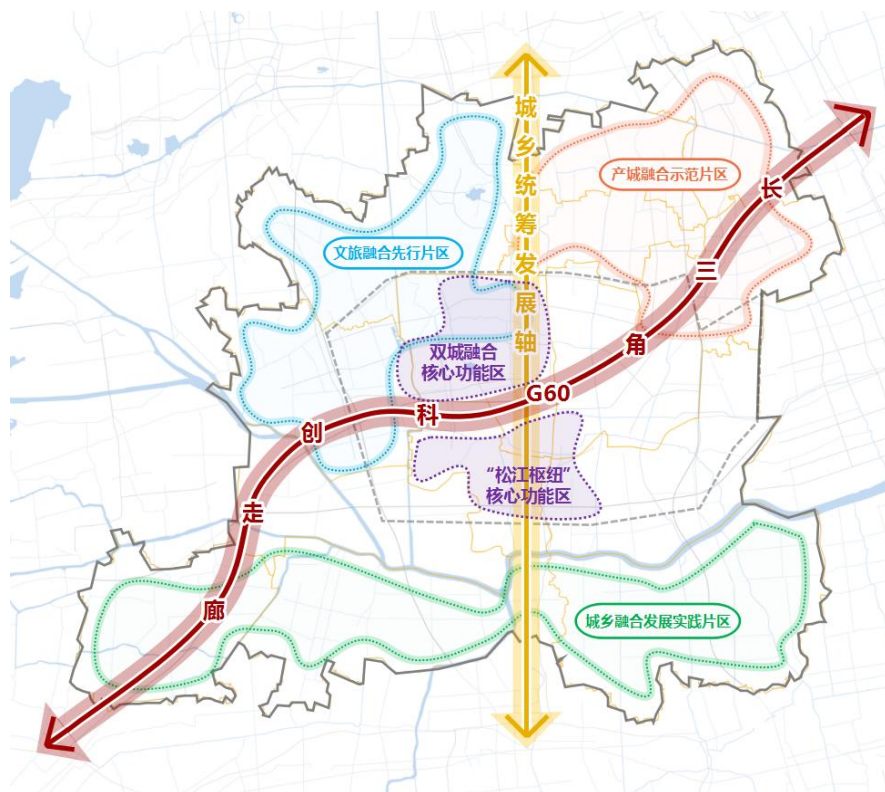 城乡统筹发展轴
产城融合示范片区
文旅融合先行片区
长三角G60科创走廊
双城融合
核心功能区
“松江枢纽”
核心功能区
城乡融合发展实践片区